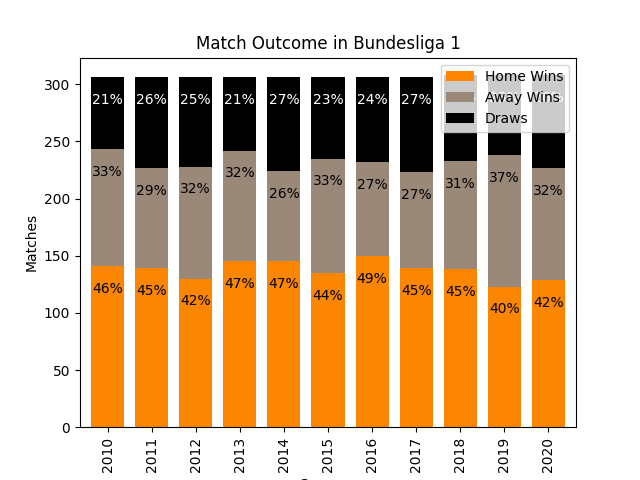 Match Outcome in Bundesliga 1
Matches
300
250
200
150
100
50
0
Home Wins
Away Wins
Draws
21% 26% 25% 21% 27% 23% 24% 27%
33% 29% 32% 32% 26% 33% 27% 27% 31% 37% 32%
46% 45% 42% 47% 47% 44% 49% 45% 45% 40% 42%
2010 2011 2012 2013 2014 2015 2016 2017 2018 2019 2020